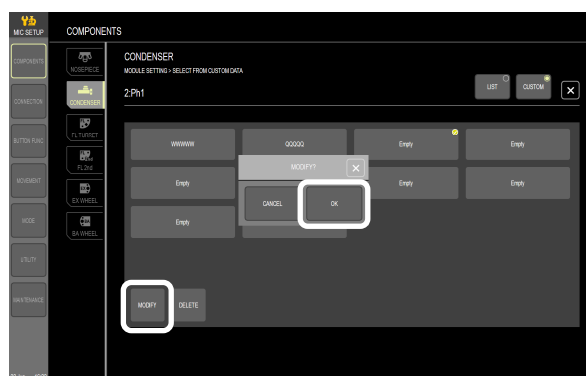 MIC SETUP
COMPONENTS
COMPONENTS
NOSEPIECE
CONDENSER
MODULE SETTING > SELECT FROM CUSTOM DATA
LIST
CUSTOM
2:Ph1
CONNECTION
CONDENSER
BUTTON FUNC
FL TURRET
WWWWWW
QQQQQ
Empty
Empty
FL 2nd
MODIFY?
MOVEMENT
EX WHEEL
Empty
Empty
Empty
CANCEL
OK
MODE
BA WHEEL
Empty
UTILITY
MAINTENANCE
MODIFY
DELETE